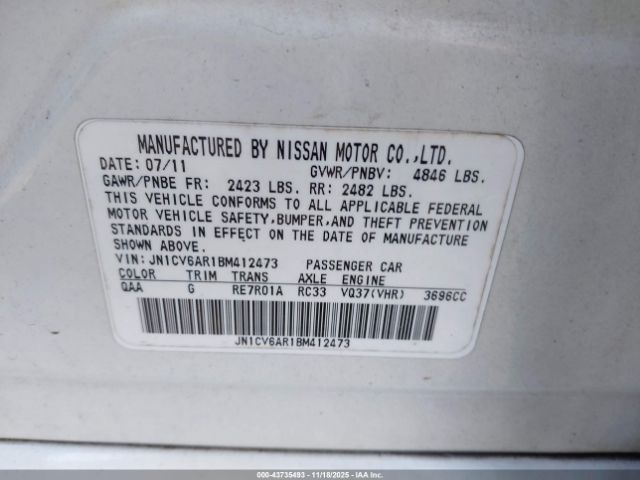 MANUFACTURED BY NISSAN MOTOR CO.,LTD.
DATE: 07/11 GVWR/PNBV: 4846 LBS.
GAWR/PNBE FR: 2423 LBS. RR: 2482 LBS.
THIS VEHICLE CONFORMS TO ALL APPLICABLE FEDERAL
MOTOR VEHICLE SAFETY,BUMPER,AND THEFT PREVENTION
STANDARDS IN EFFECT ON THE DATE OF MANUFACTURE
SHOWN ABOVE.
VIN: JN1CV6AR1BM412473 PASSENGER CAR
COLOR TRIM TRANS AXLE ENGINE
QAA G RE7R01A RC33 VQ37(VHR) 3696CC
JN1CV6AR1BM412473
000-43735493 - 11/18/2025 - IAAI.com